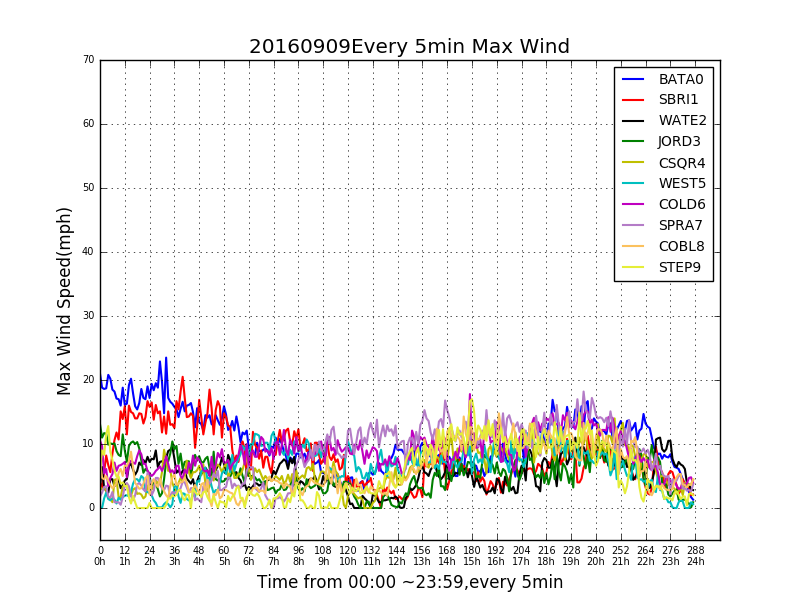 20160909Every 5min Max Wind
70
60
50
40
30
20
10
0
Max Wind Speed(mph)
BATA0
SBRI1
WATE2
JORD3
CSQR4
WEST5
COLD6
SPRA7
COBL8
STEP9
0 12 24 36 48 60 72 84 96 108 120 132 144 156 168 180 192 204 216 228 240 252 264 276 288
0h 1h 2h 3h 4h 5h 6h 7h 8h 9h 10h 11h 12h 13h 14h 15h 16h 17h 18h 19h 20h 21h 22h 23h 24h
Time from 00:00 ~23:59,every 5min